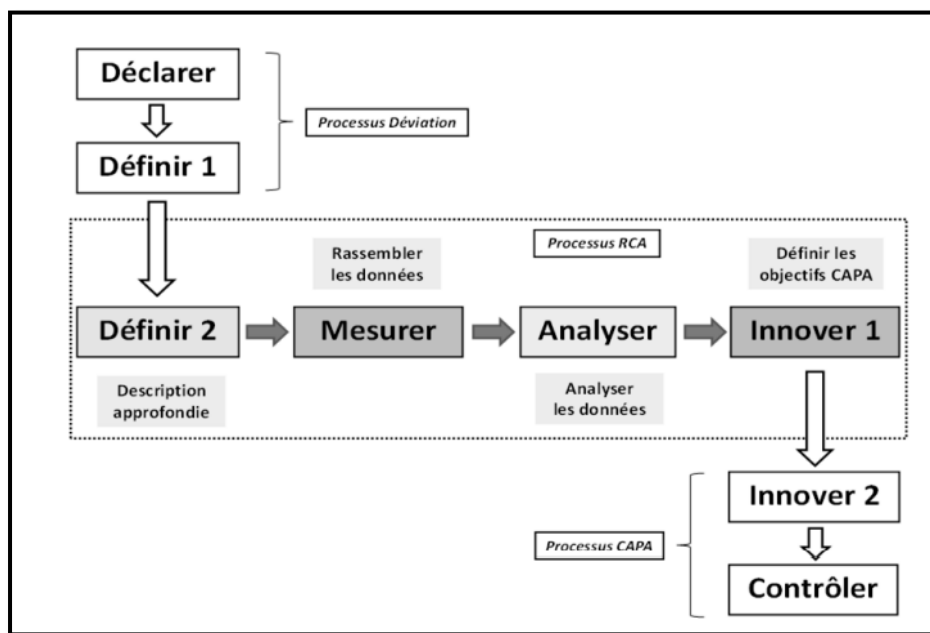 Déclarer
Processus Déviation
Définir 1
Processus RCA
Rassembler
les données
Définir les
objectifs CAPA
Définir 2
Mesurer
Analyser
Innover 1
Description
approfondie
Analyser
les données
Innover 2
Processus CAPA
Contrôler